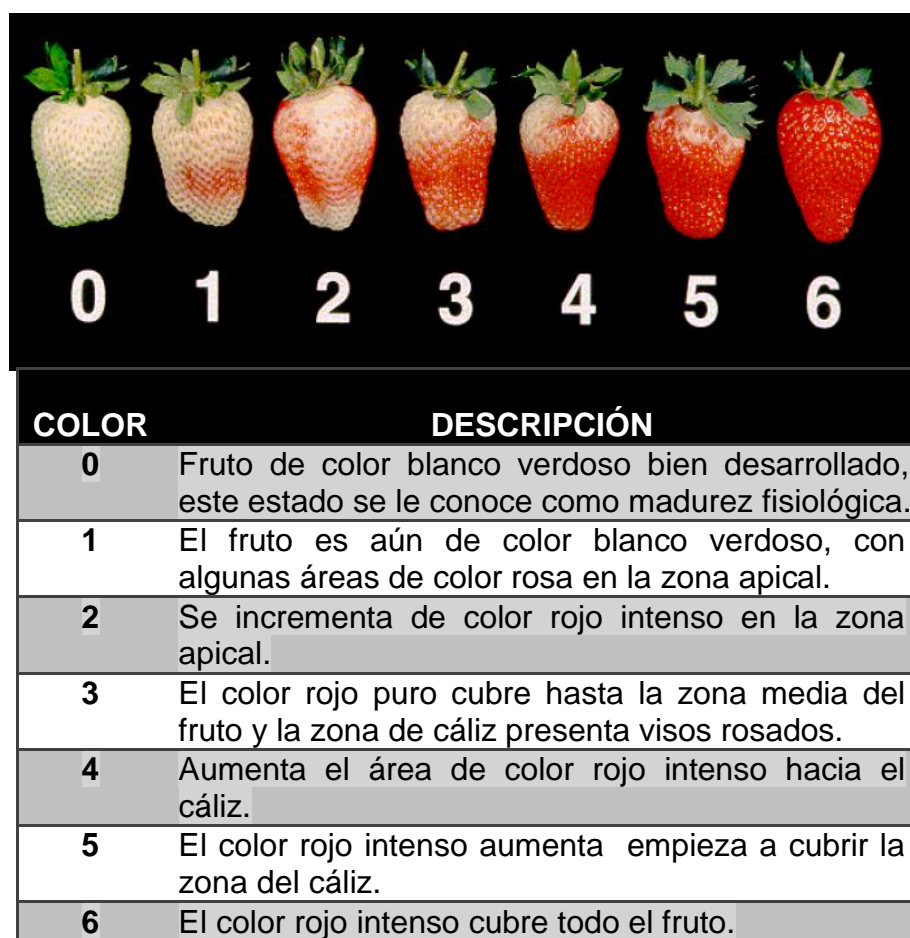 0 1 2 3 4 5 6
COLOR DESCRIPCIÓN
0 Fruto de color blanco verdoso bien desarrollado,
este estado se le conoce como madurez fisiológica.
1 El fruto es aún de color blanco verdoso, con
algunas áreas de color rosa en la zona apical.
2 Se incrementa de color rojo intenso en la zona
apical.
3 El color rojo puro cubre hasta la zona media del
fruto y la zona de cáliz presenta visos rosados.
4 Aumenta el área de color rojo intenso hacia el
cáliz.
5 El color rojo intenso aumenta empieza a cubrir la
zona del cáliz.
6 El color rojo intenso cubre todo el fruto.